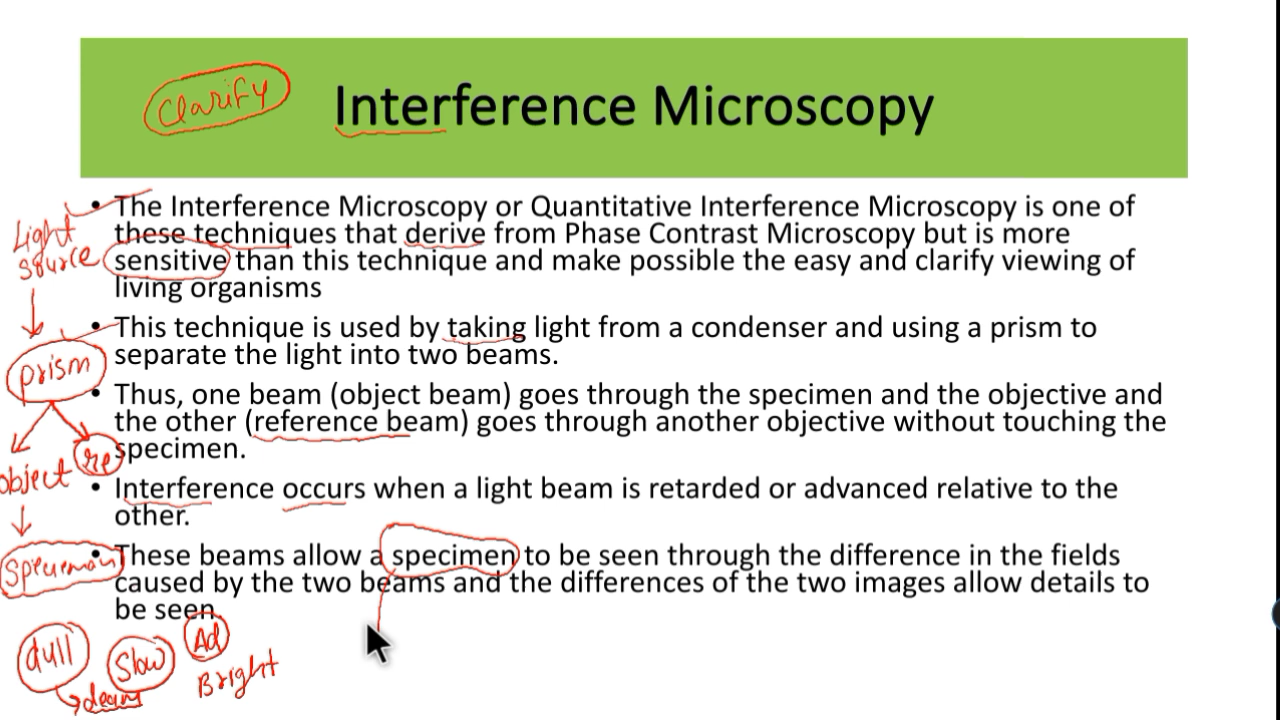 Clarify
Interference Microscopy
• The Interference Microscopy or Quantitative Interference Microscopy is one of
these techniques that derive from Phase Contrast Microscopy but is more
sensitive than this technique and make possible the easy and clarify viewing of
living organisms
• This technique is used by taking light from a condenser and using a prism to
separate the light into two beams.
• Thus, one beam (object beam) goes through the specimen and the objective and
the other (reference beam) goes through another objective without touching the
specimen.
• Interference occurs when a light beam is retarded or advanced relative to the
other.
• These beams allow a specimen to be seen through the difference in the fields
caused by the two beams and the differences of the two images allow details to
be seen.
Light
source
prism
object re
dull
slow
Ad
Bright